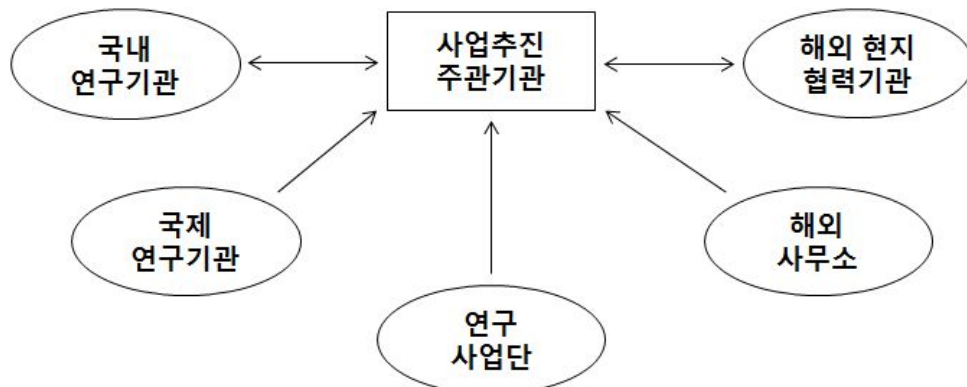 국내
연구기관
사업추진
주관기관
해외 현지
협력기관
국제
연구기관
해외
사무소
연구
사업단